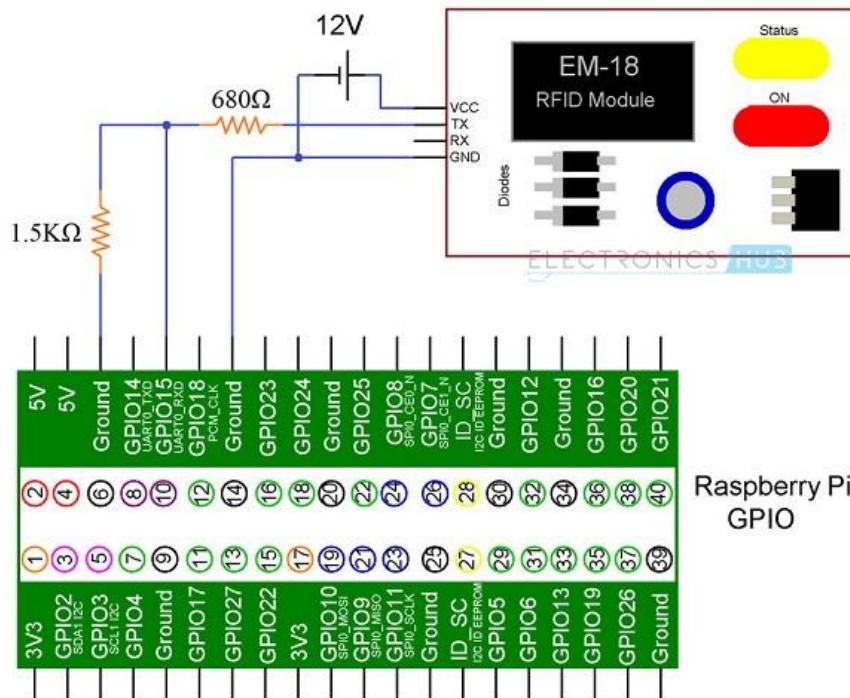 12V
Status
EM-18
RFID Module
ON
680Ω
VCC
TX
RX
GND
Diodes
1.5KΩ
ELECTRONICS HUB
5V
5V
Ground
GPIO14
UART0_TXD
GPIO15
UART0_RXD
GPIO18
PCM_CLK
Ground
GPIO23
GPIO24
Ground
GPIO25
GPIO8
SPI0_CE0_N
GPIO7
SPI0_CE1_N
ID_SC
I2C ID EEPROM
Ground
GPIO12
Ground
GPIO16
GPIO20
GPIO21
2 4 6 8 10 12 14 16 18 20 22 24 26 28 30 32 34 36 38 40
Raspberry Pi
GPIO
1 3 5 7 9 11 13 15 17 19 21 23 25 27 29 31 33 35 37 39
3V3
GPIO2
SDA1 I2C
GPIO3
SCL1 I2C
GPIO4
Ground
GPIO17
GPIO27
GPIO22
3V3
GPIO10
SPI0_MOSI
GPIO9
SPI0_MISO
GPIO11
SPI0_SCLK
Ground
ID_SC
I2C ID EEPROM
GPIO5
GPIO6
GPIO13
GPIO19
GPIO26
Ground